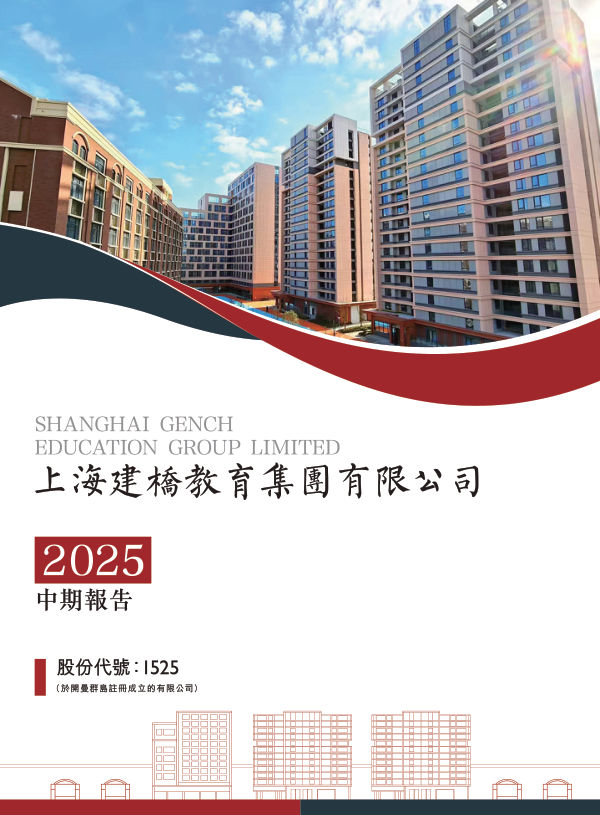 SHANGHAI GENCH
EDUCATION GROUP LIMITED
上海建橋教育集團有限公司
2025
中期報告
股份代號：1525
（於開曼群島註冊成立的有限公司）